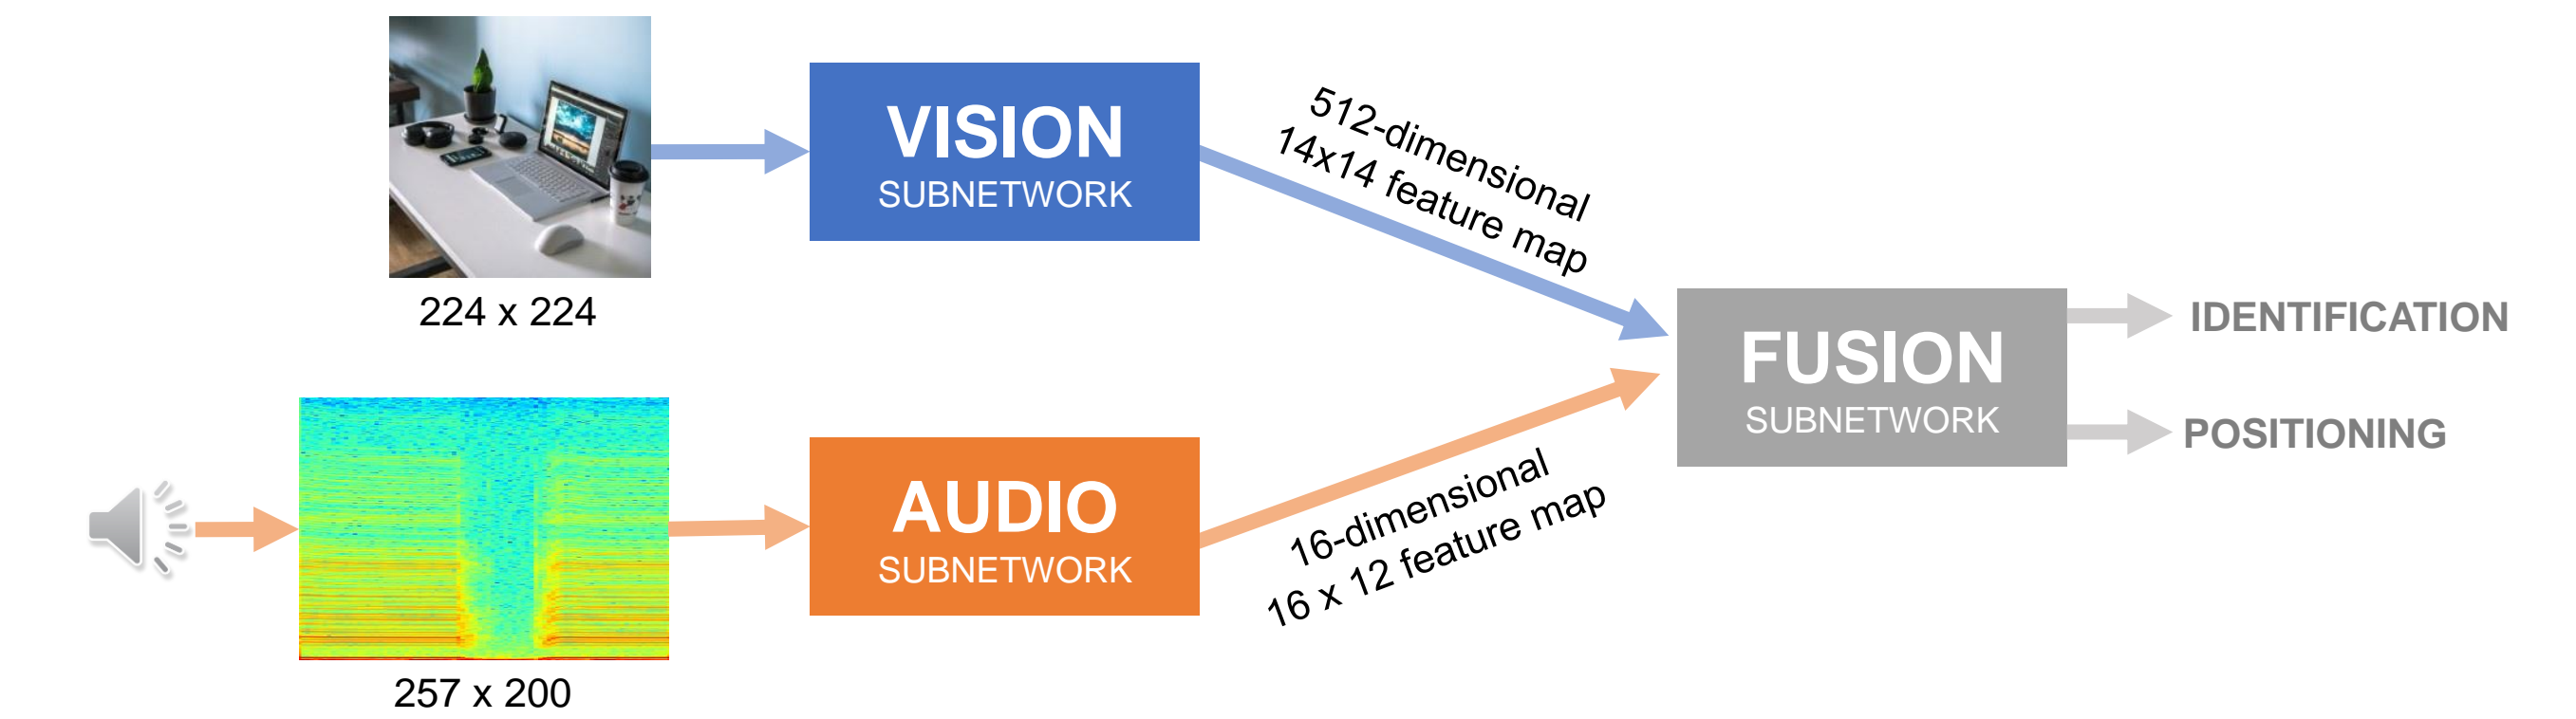 224 x 224
VISION
SUBNETWORK
512-dimensional
14x14 feature map
257 x 200
AUDIO
SUBNETWORK
16-dimensional
16 x 12 feature map
FUSION
SUBNETWORK
IDENTIFICATION
POSITIONING